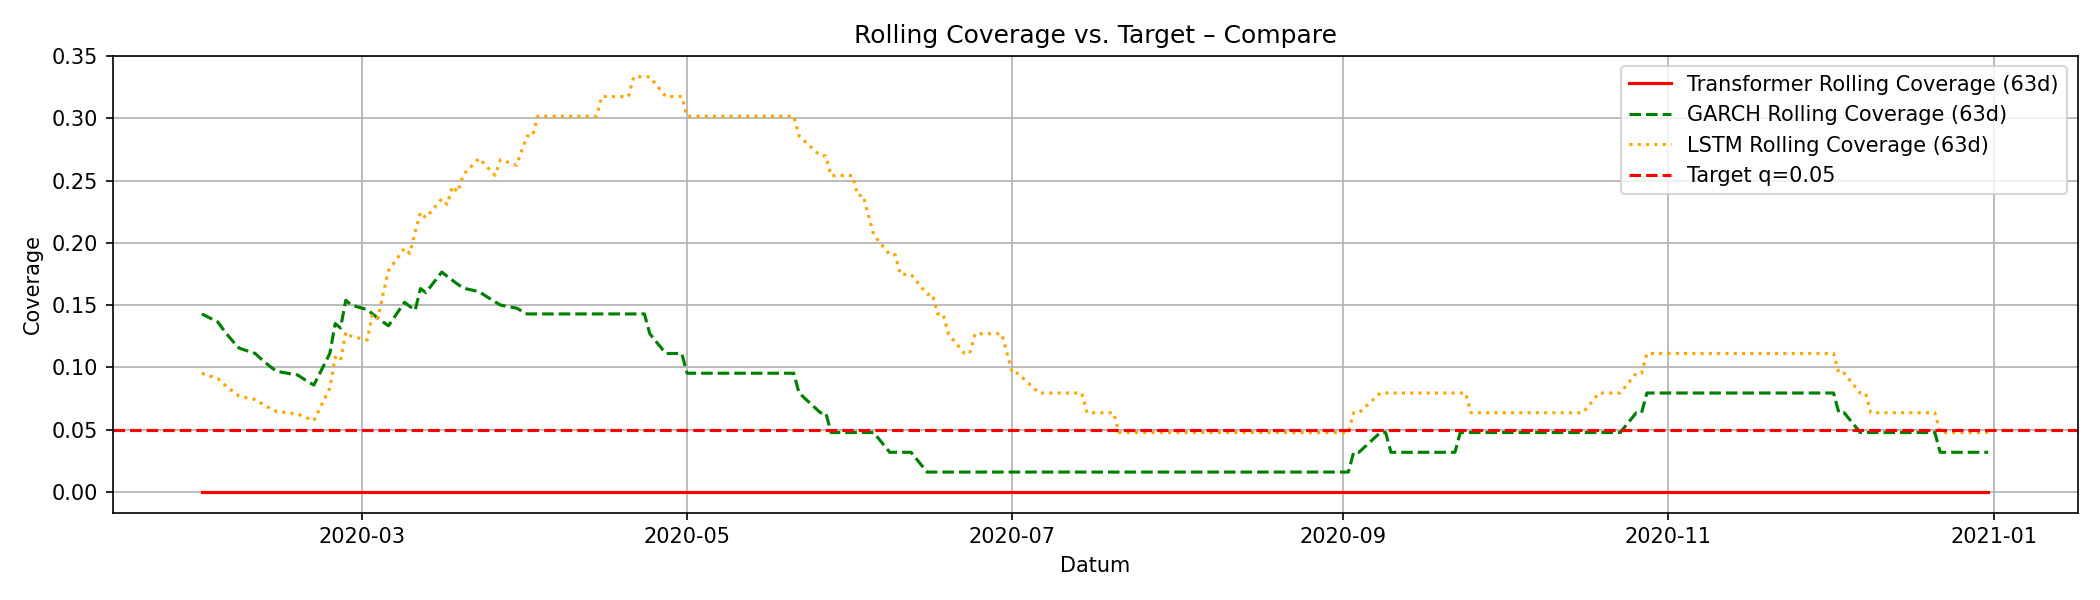 Rolling Coverage vs. Target – Compare
0.35
0.30
0.25
0.20
0.15
0.10
0.05
0.00
Coverage
Transformer Rolling Coverage (63d)
GARCH Rolling Coverage (63d)
LSTM Rolling Coverage (63d)
Target q=0.05
2020-03
2020-05
2020-07
2020-09
2020-11
2021-01
Datum